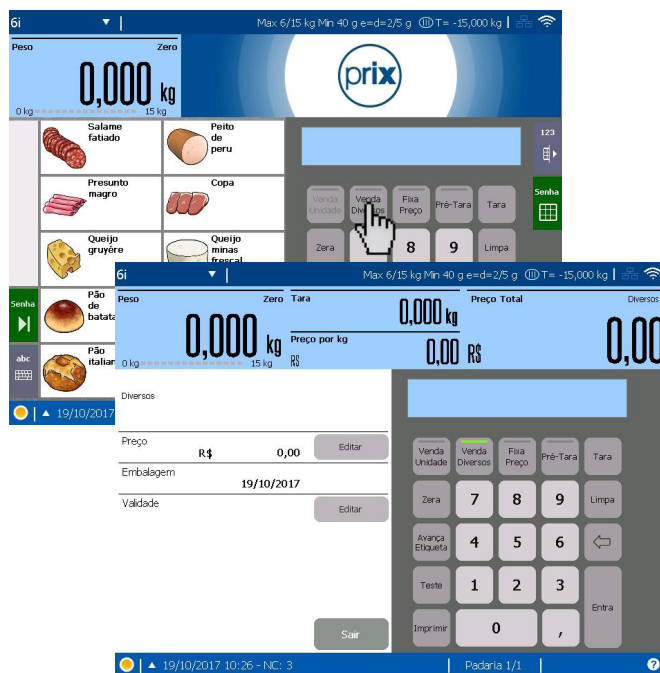 6i ▼ | Max 6/15 kg Min 40 g e=d=2/5 g T= -15,000 kg |
Peso Zero
0,000 kg
0 kg 15 kg
prix
Salame
fatiado
Peito
de
peru
123
Presunto
magro
Copa
Venda
Unidade
Venda
Diversos
Fixa
Preço
Pré-Tara
Tara
Senha
Queijo
gruyére
Queijo
minas
frescal
Zera
8
9
Limpa
Senha
Pão
de
batata
abc
Pão
italiano
19/10/2017
6i ▼ | Max 6/15 kg Min 40 g e=d=2/5 g T= -15,000 kg |
Peso Zero
0,000 kg
0 kg 15 kg
Tara
0,000 kg
Preço por kg
R$ 0,00
Preço Total Diversos
R$ 0,00
Diversos
Preço
R$ 0,00
Editar
Embalagem
19/10/2017
Validade
Editar
Sair
Venda
Unidade
Venda
Diversos
Fixa
Preço
Pré-Tara
Tara
Zera
7
8
9
Limpa
Avança
Etiqueta
4
5
6
Teste
1
2
3
Entra
Imprimir
0
,
19/10/2017 10:26 - NC: 3 | Padaria 1/1 | ?